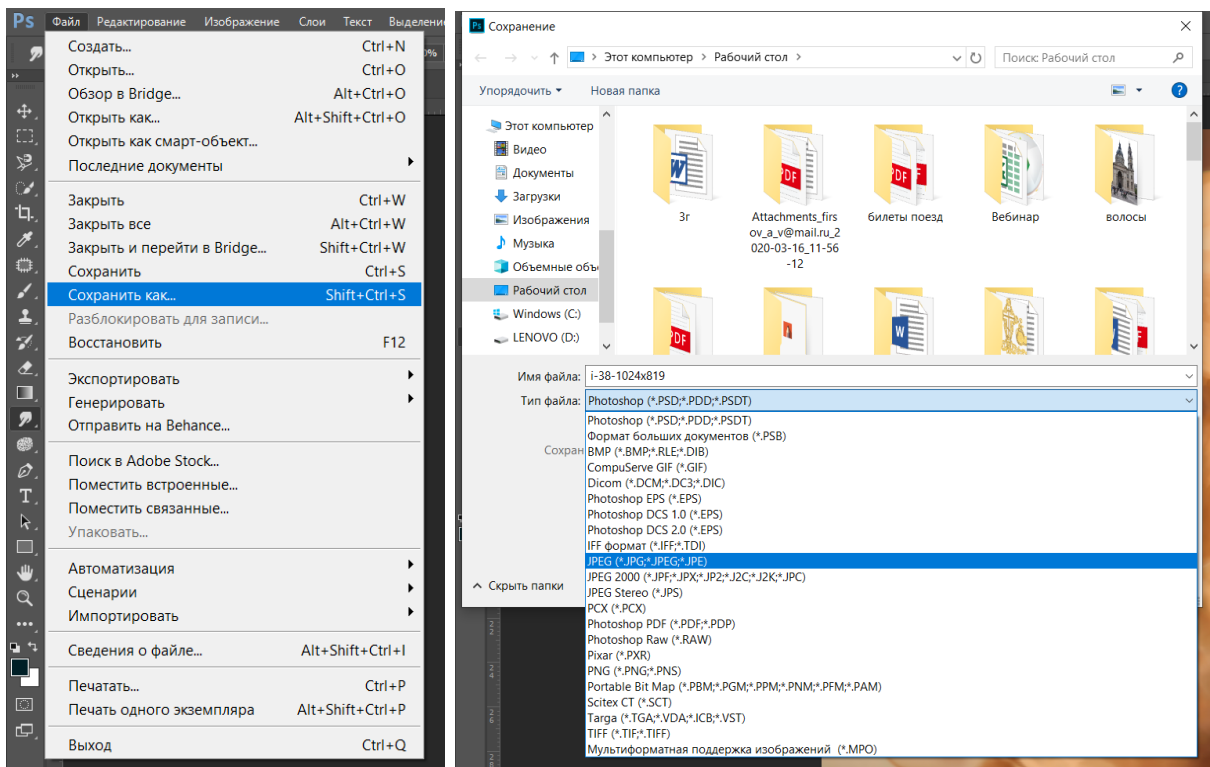 Ps Файл Редактирование Изображение Слои Текст Выделение
0%
Создать... Ctrl+N
Открыть... Ctrl+O
Обзор в Bridge... Alt+Ctrl+O
Открыть как... Alt+Shift+Ctrl+O
Открыть как смарт-объект...
Последние документы
Закрыть Ctrl+W
Закрыть все Alt+Ctrl+W
Закрыть и перейти в Bridge... Shift+Ctrl+W
Сохранить Ctrl+S
Сохранить как... Shift+Ctrl+S
Разблокировать для записи...
Восстановить F12
Экспортировать
Генерировать
Отправить на Behance...
Поиск в Adobe Stock...
Поместить встроенные...
Поместить связанные...
Упаковать...
Автоматизация
Сценарии
Импортировать
Сведения о файле... Alt+Shift+Ctrl+I
Печатать... Ctrl+P
Печать одного экземпляра Alt+Shift+Ctrl+P
Выход Ctrl+Q
Ps Сохранение
Этот компьютер Рабочий стол
Поиск: Рабочий стол
Упорядочить Новая папка
Этот компьютер
Видео
Документы
Загрузки
Изображения
Музыка
Объемные объ
Рабочий стол
Windows (C:)
LENOVO (D:)
3г
Attachments_firs
ov_a_v@mail.ru_2
020-03-16_11-56
-12
билеты поезд
Вебинар
волосы
Имя файла: i-38-1024x819
Тип файла: Photoshop (*.PSD;*.PDD;*.PSDT)
Сохран
Скрыть папки
Photoshop (*.PSD;*.PDD;*.PSDT)
Формат больших документов (*.PSB)
BMP (*.BMP;*.RLE;*.DIB)
CompuServe GIF (*.GIF)
Dicom (*.DCM;*.DC3;*.DIC)
Photoshop EPS (*.EPS)
Photoshop DCS 1.0 (*.EPS)
Photoshop DCS 2.0 (*.EPS)
IFF формат (*.IFF;*.TDI)
JPEG (*.JPG;*.JPEG;*.JPE)
JPEG 2000 (*.JPF;*.JPX;*.JP2;*.J2C;*.J2K;*.JPC)
JPEG Stereo (*.JPS)
PCX (*.PCX)
Photoshop PDF (*.PDF;*.PDP)
Photoshop Raw (*.RAW)
Pixar (*.PXR)
PNG (*.PNG;*.PNS)
Portable Bit Map (*.PBM;*.PGM;*.PPM;*.PNM;*.PFM;*.PAM)
Scitex CT (*.SCT)
Targa (*.TGA;*.VDA;*.ICB;*.VST)
TIFF (*.TIF;*.TIFF)
Мультиформатная поддержка изображений (*.MPO)